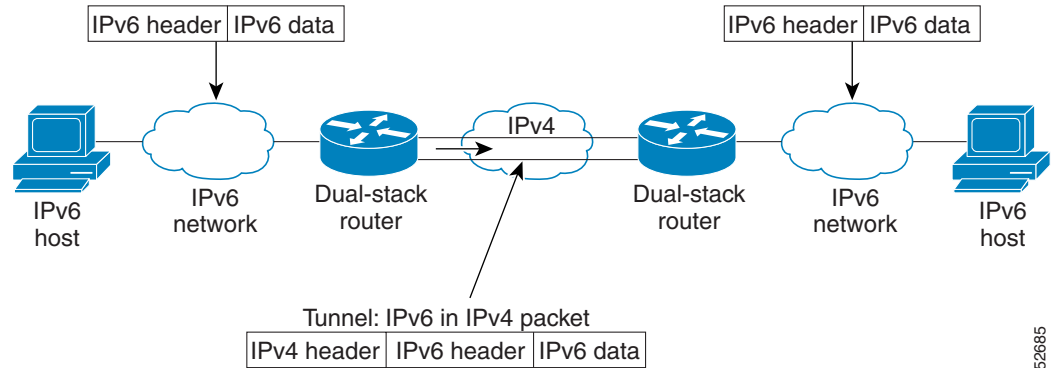 IPv6 header IPv6 data
IPv6 header IPv6 data
IPv4
IPv6
host
IPv6
network
Dual-stack
router
Dual-stack
router
IPv6
network
IPv6
host
Tunnel: IPv6 in IPv4 packet
IPv4 header IPv6 header IPv6 data
52685